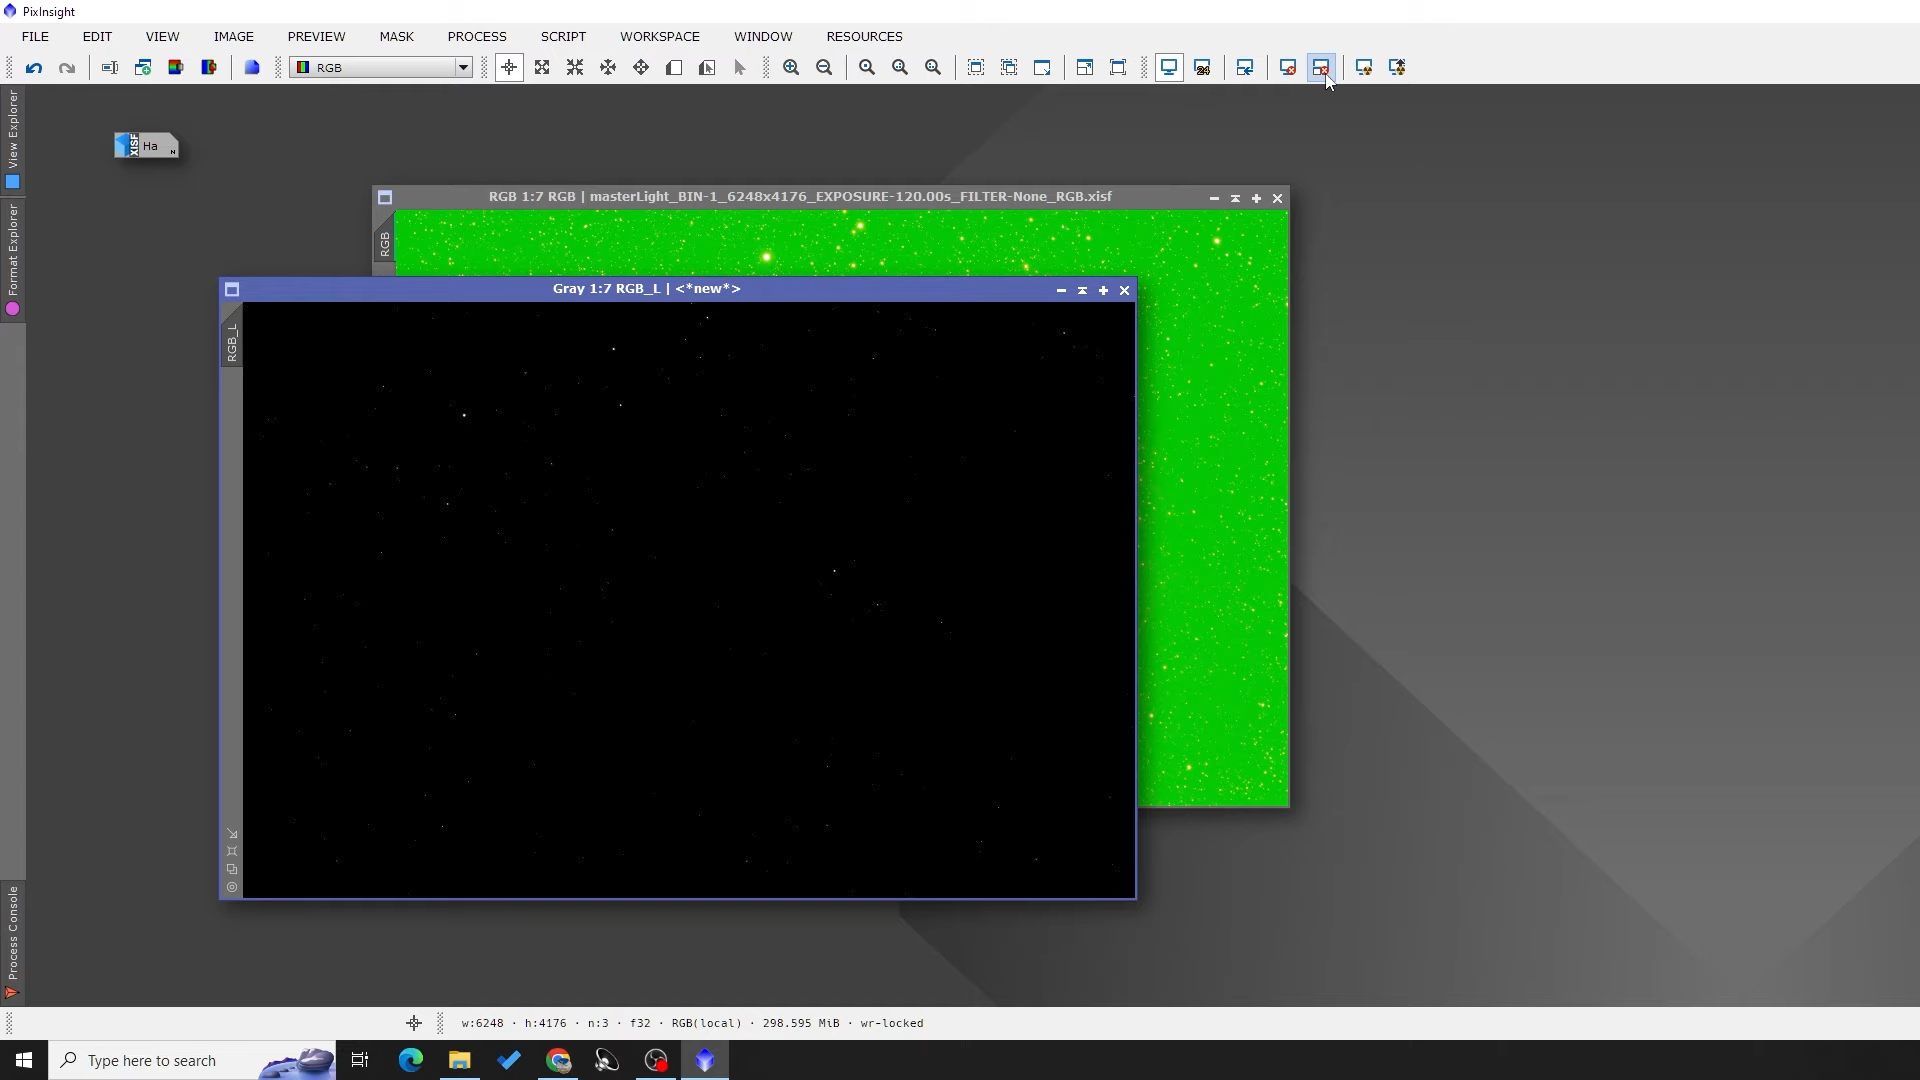 PixInsight
FILE EDIT VIEW IMAGE PREVIEW MASK PROCESS SCRIPT WORKSPACE WINDOW RESOURCES
RGB
24
View Explorer
Format Explorer
Process Console
XISF Ha N
RGB 1:7 RGB | masterLight_BIN-1_6248x4176_EXPOSURE-120.00s_FILTER-None_RGB.xisf
RGB
Gray 1:7 RGB_L | <*new*>
RGB_L
w:6248 · h:4176 · n:3 · f32 · RGB(local) · 298.595 MiB · wr-locked
Type here to search